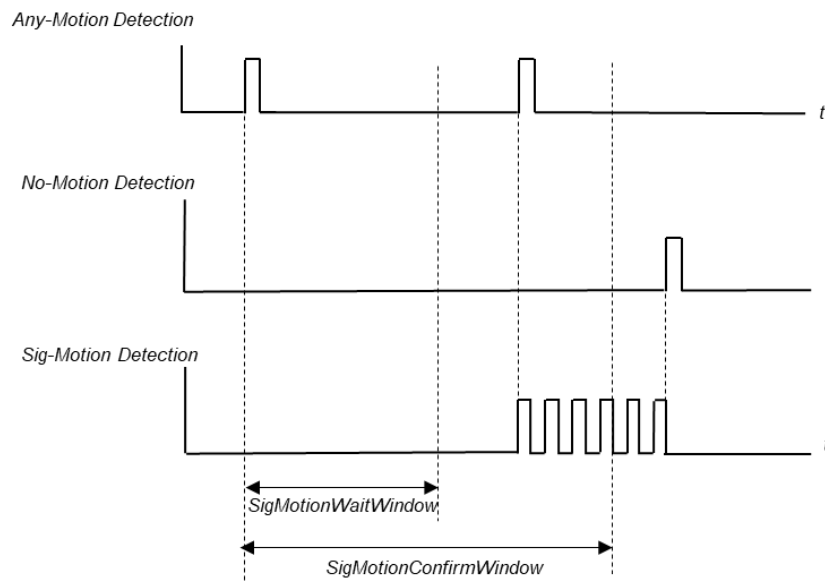 Any-Motion Detection
t
No-Motion Detection
Sig-Motion Detection
t
SigMotionWaitWindow
SigMotionConfirmWindow